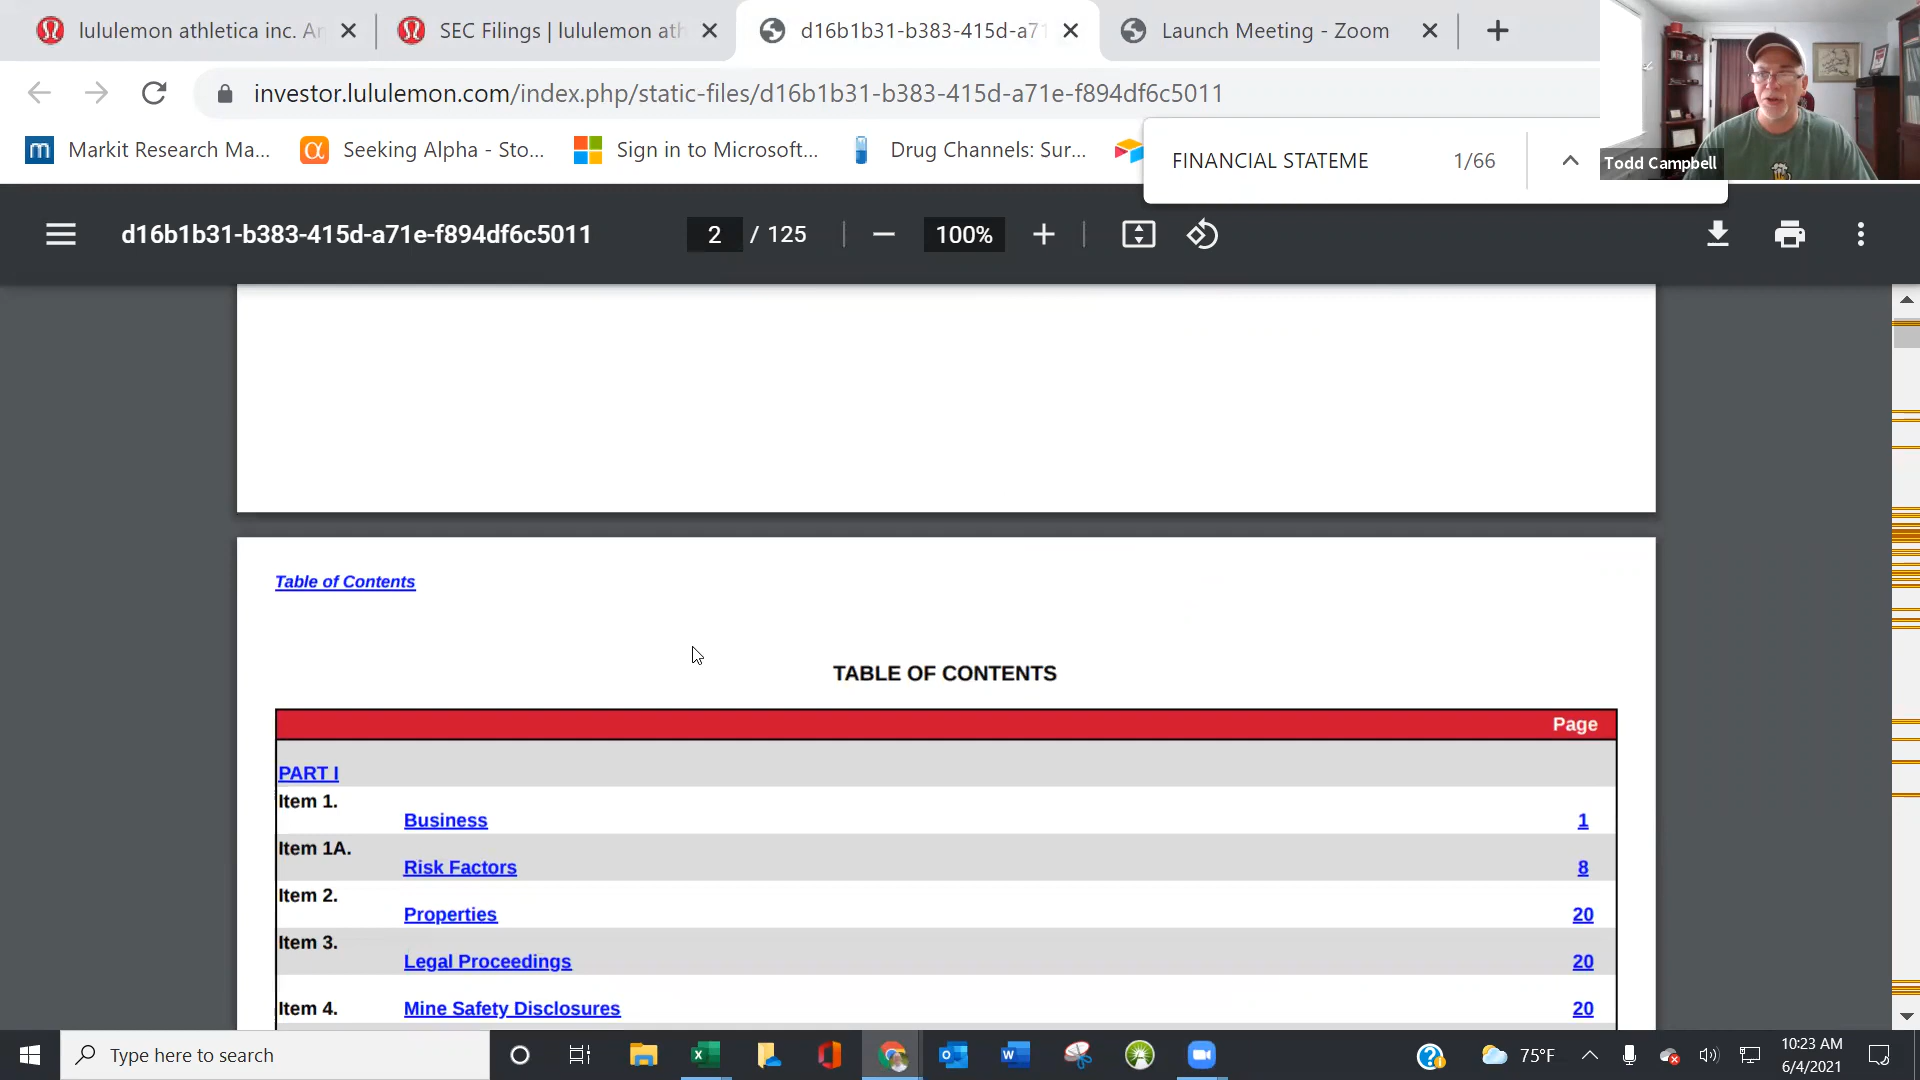 lululemon athletica inc. An
SEC Filings | lululemon ath
d16b1b31-b383-415d-a71
Launch Meeting - Zoom
investor.lululemon.com/index.php/static-files/d16b1b31-b383-415d-a71e-f894df6c5011
m Markit Research Ma...
α Seeking Alpha - Sto...
Sign in to Microsoft...
Drug Channels: Sur...
FINANCIAL STATEME 1/66
Todd Campbell
d16b1b31-b383-415d-a71e-f894df6c5011
2 / 125
100%
Table of Contents
TABLE OF CONTENTS
Page
PART I
Item 1.
Business 1
Item 1A.
Risk Factors 8
Item 2.
Properties 20
Item 3.
Legal Proceedings 20
Item 4. Mine Safety Disclosures 20
Type here to search
75°F
10:23 AM
6/4/2021